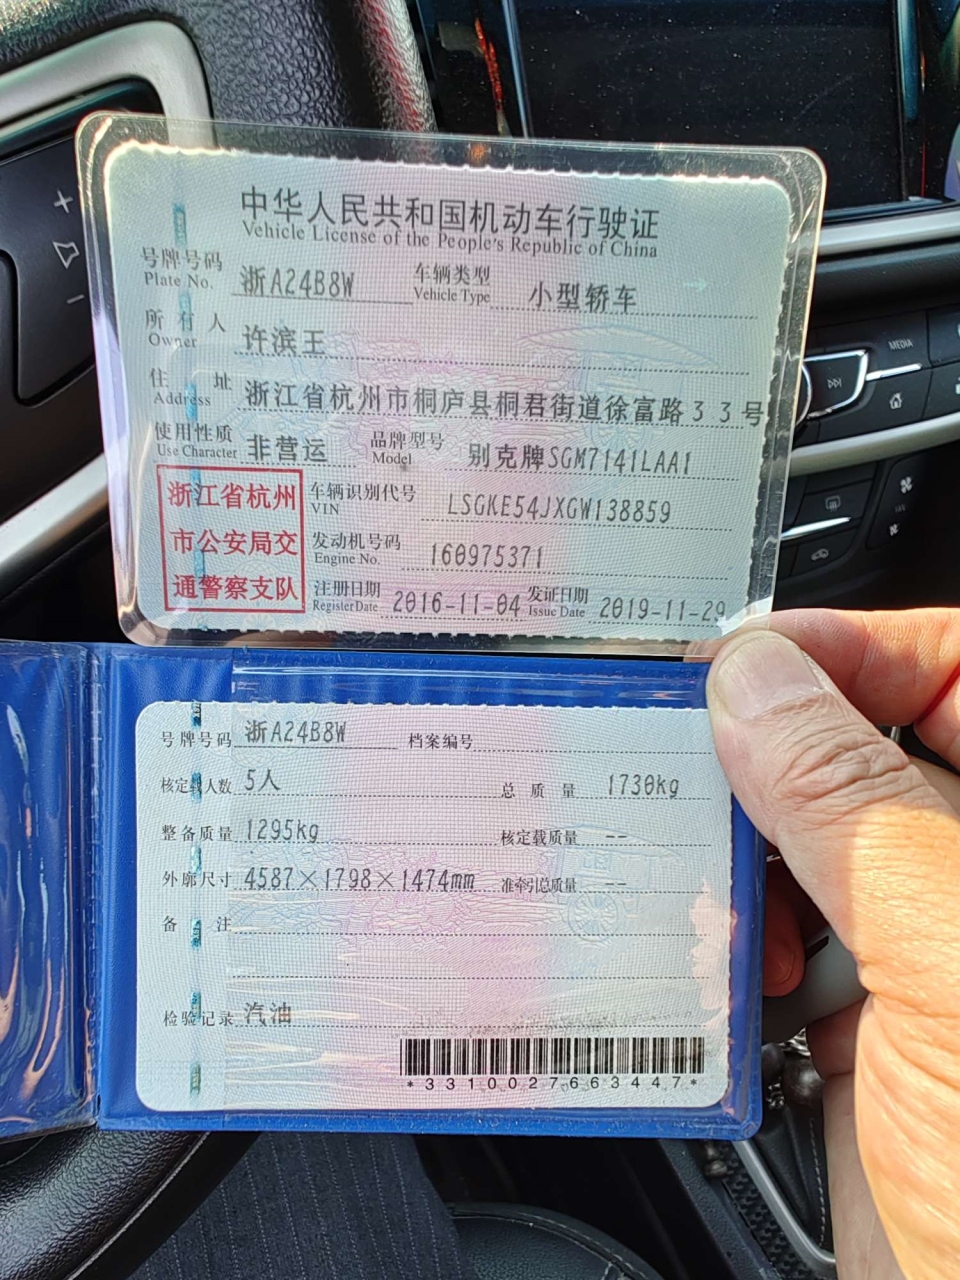 中华人民共和国机动车行驶证
Vehicle License of the People's Republic of China
号牌号码 浙A24B8W 车辆类型 小型轿车
Plate No. Vehicle Type
所有人 许滨王
Owner
住址 浙江省杭州市桐庐县桐君街道徐富路33号
Address
使用性质 非营运 品牌型号 别克牌SGM7141LAA1
Use Character Model
浙江省杭州
市公安局交
通警察支队
车辆识别代号 LSGKE54JXGW138859
VIN
发动机号码 160975371
Engine No.
注册日期 2016-11-04 发证日期 2019-11-29
Register Date Issue Date
号牌号码 浙A24B8W 档案编号
核定载人数 5人 总质量 1730kg
整备质量 1295kg 核定载质量 --
外廓尺寸 4587×1798×1474mm 准牵引总质量 --
备注
检验记录 汽油
*3310027663447*
MEDIA